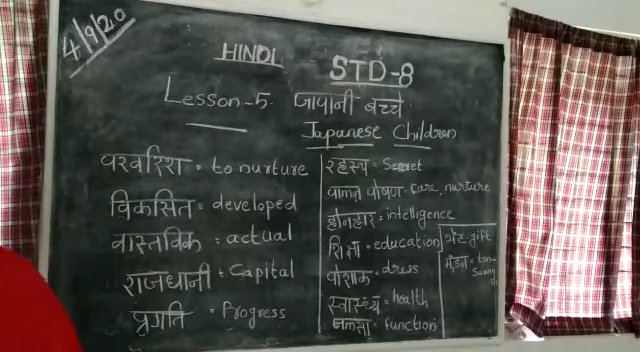 4/9/20
HINDI
STD-8
Lesson-5. जापानी बच्चे
Japanese Children
परवरिश = to nurture
विकसित = developed
वास्तविक = actual
राजधानी = Capital
प्रगति = Progress
रहस्य = Secret
पालन पोषण - care, nurture
होनहार = intelligence
शिक्षा = education
पोशाक = dress
स्वास्थ्य = health
जलसा = function
भेंट = gift
मुंडन =